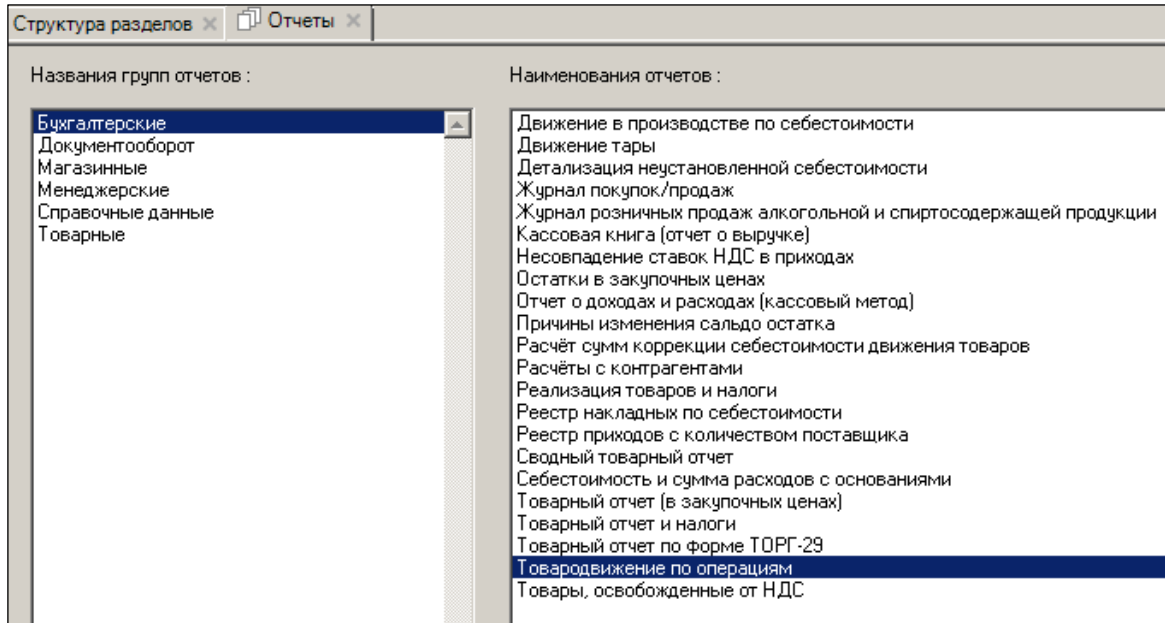 Структура разделов
Отчеты
Названия групп отчетов :
Бухгалтерские
Документооборот
Магазинные
Менеджерские
Справочные данные
Товарные
Наименования отчетов :
Движение в производстве по себестоимости
Движение тары
Детализация неустановленной себестоимости
Журнал покупок/продаж
Журнал розничных продаж алкогольной и спиртосодержащей продукции
Кассовая книга (отчет о выручке)
Несовпадение ставок НДС в приходах
Остатки в закупочных ценах
Отчет о доходах и расходах (кассовый метод)
Причины изменения сальдо остатка
Расчёт сумм коррекции себестоимости движения товаров
Расчёты с контрагентами
Реализация товаров и налоги
Реестр накладных по себестоимости
Реестр приходов с количеством поставщика
Сводный товарный отчет
Себестоимость и сумма расходов с основаниями
Товарный отчет (в закупочных ценах)
Товарный отчет и налоги
Товарный отчет по форме ТОРГ-29
Товародвижение по операциям
Товары, освобожденные от НДС